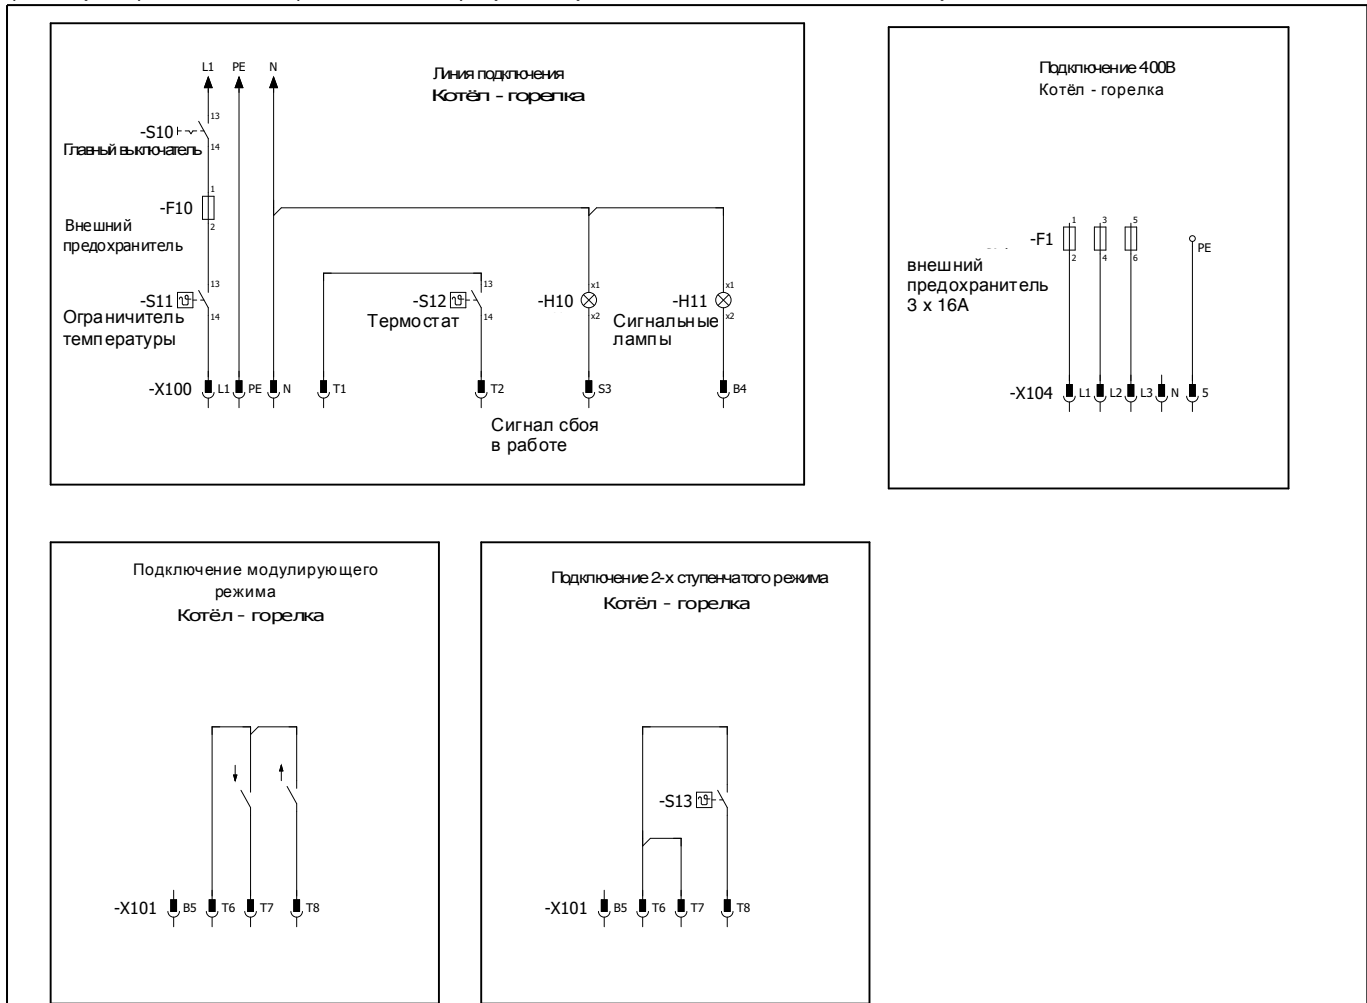 Линия подключения
Котёл - горелка
L1 PE N
13
-S10
14
Главный выключатель
1
-F10
2
Внешний
предохранитель
13
-S11
14
Ограничитель
температуры
13
-S12
14
Термостат
x1
-H10
x2
x1
-H11
x2
Сигнальные
лампы
-X100 L1 PE N T1 T2 S3 B4
Сигнал сбоя
в работе
Подключение 400В
Котёл - горелка
1 3 5
-F1
2 4 6
PE
внешний
предохранитель
3 x 16A
-X104 L1 L2 L3 N 5
Подключение модулирующего
режима
Котёл - горелка
-X101 B5 T6 T7 T8
Подключение 2-х ступенчатого режима
Котёл - горелка
-S13
-X101 B5 T6 T7 T8